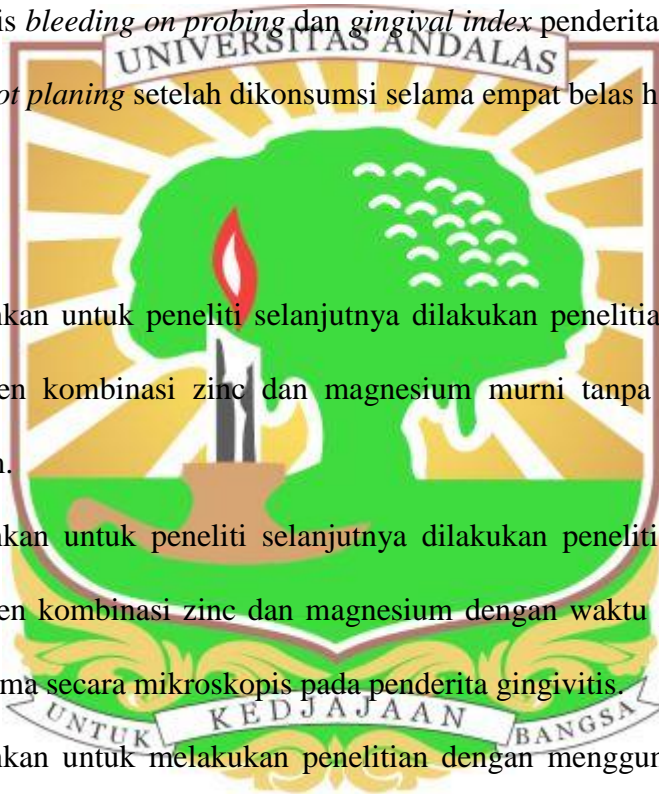 is bleeding on probing dan gingival index penderita
UNIVERSITAS ANDALAS
ot planing setelah dikonsumsi selama empat belas h
kan untuk peneliti selanjutnya dilakukan penelitia
en kombinasi zinc dan magnesium murni tanpa
n.
kan untuk peneliti selanjutnya dilakukan peneliti
en kombinasi zinc dan magnesium dengan waktu
ma secara mikroskopis pada penderita gingivitis.
UNTUK KEDJAJAAN BANGSA
kan untuk melakukan penelitian dengan menggun